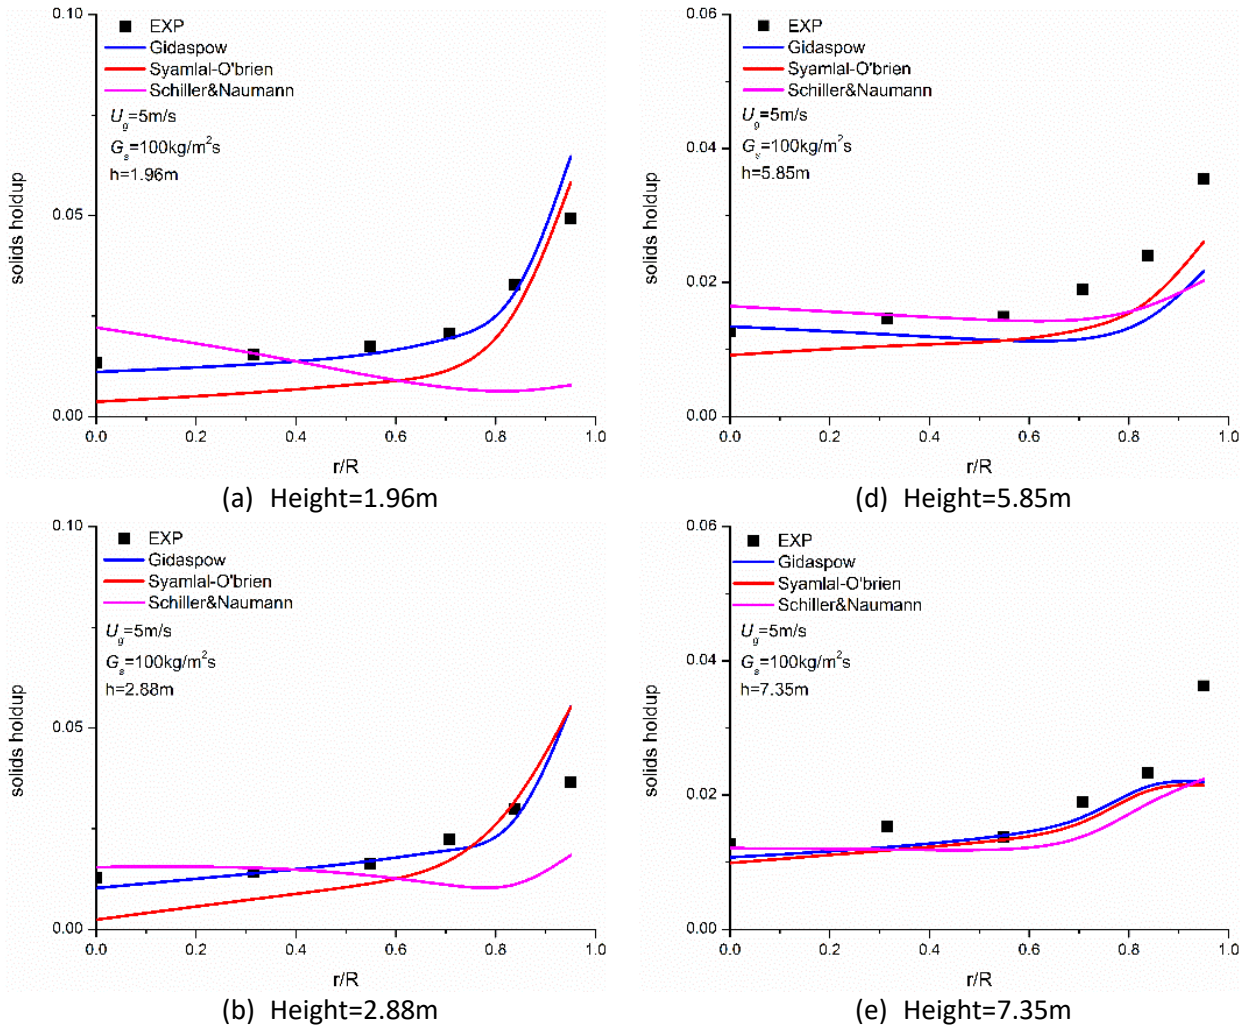 0.10
EXP
Gidaspow
Syamlal-O'brien
Schiller&Naumann
U_g=5m/s
G_s=100kg/m²s
h=1.96m
0.05
0.00
solids holdup
0.0 0.2 0.4 0.6 0.8 1.0
r/R
(a) Height=1.96m
0.06
EXP
Gidaspow
Syamlal-O'brien
Schiller&Naumann
U_g=5m/s
0.04
G_s=100kg/m²s
h=5.85m
0.02
0.00
solids holdup
0.0 0.2 0.4 0.6 0.8 1.0
r/R
(d) Height=5.85m
0.10
EXP
Gidaspow
Syamlal-O'brien
Schiller&Naumann
U_g=5m/s
G_s=100kg/m²s
h=2.88m
0.05
0.00
solids holdup
0.0 0.2 0.4 0.6 0.8 1.0
r/R
(b) Height=2.88m
0.06
EXP
Gidaspow
Syamlal-O'brien
Schiller&Naumann
U_g=5m/s
0.04
G_s=100kg/m²s
h=7.35m
0.02
0.00
solids holdup
0.0 0.2 0.4 0.6 0.8 1.0
r/R
(e) Height=7.35m